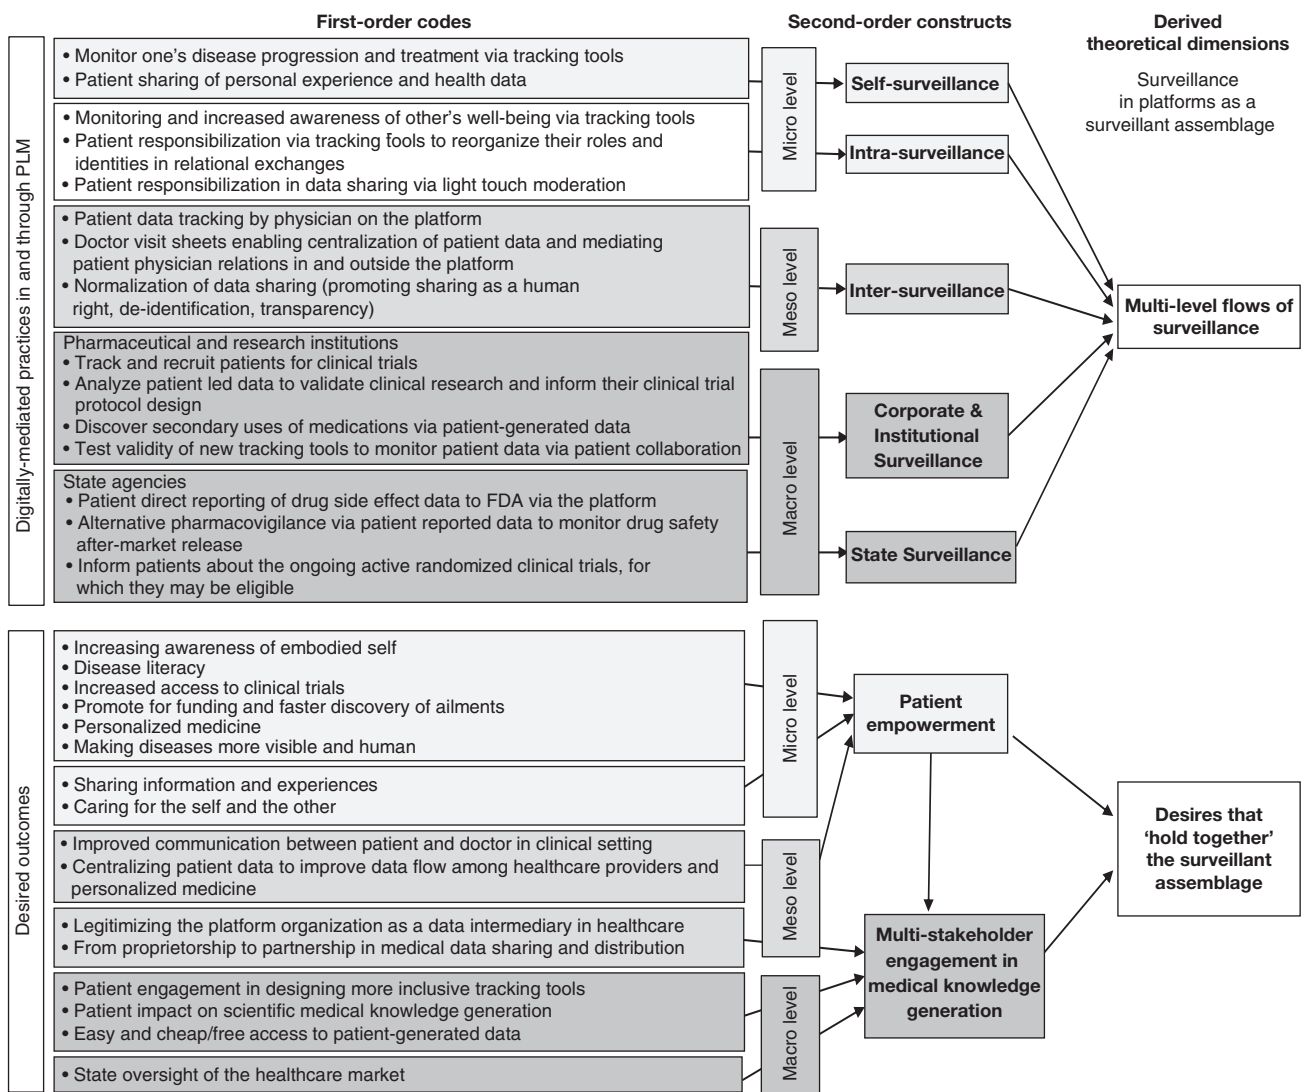 First-order codes
Second-order constructs
Derived
theoretical dimensions
Surveillance
in platforms as a
surveillant assemblage
Digitally-mediated practices in and through PLM
• Monitor one's disease progression and treatment via tracking tools
• Patient sharing of personal experience and health data
• Monitoring and increased awareness of other's well-being via tracking tools
• Patient responsibilization via tracking tools to reorganize their roles and
identities in relational exchanges
• Patient responsibilization in data sharing via light touch moderation
Micro level
Self-surveillance
Intra-surveillance
• Patient data tracking by physician on the platform
• Doctor visit sheets enabling centralization of patient data and mediating
patient physician relations in and outside the platform
• Normalization of data sharing (promoting sharing as a human
right, de-identification, transparency)
Meso level
Inter-surveillance
Multi-level flows of
surveillance
Pharmaceutical and research institutions
• Track and recruit patients for clinical trials
• Analyze patient led data to validate clinical research and inform their clinical trial
protocol design
• Discover secondary uses of medications via patient-generated data
• Test validity of new tracking tools to monitor patient data via patient collaboration
State agencies
• Patient direct reporting of drug side effect data to FDA via the platform
• Alternative pharmacovigilance via patient reported data to monitor drug safety
after-market release
• Inform patients about the ongoing active randomized clinical trials, for
which they may be eligible
Macro level
Corporate &
Institutional
Surveillance
State Surveillance
Desired outcomes
• Increasing awareness of embodied self
• Disease literacy
• Increased access to clinical trials
• Promote for funding and faster discovery of ailments
• Personalized medicine
• Making diseases more visible and human
• Sharing information and experiences
• Caring for the self and the other
Micro level
Patient
empowerment
• Improved communication between patient and doctor in clinical setting
• Centralizing patient data to improve data flow among healthcare providers and
personalized medicine
• Legitimizing the platform organization as a data intermediary in healthcare
• From proprietorship to partnership in medical data sharing and distribution
Meso level
• Patient engagement in designing more inclusive tracking tools
• Patient impact on scientific medical knowledge generation
• Easy and cheap/free access to patient-generated data
• State oversight of the healthcare market
Macro level
Multi-stakeholder
engagement in
medical knowledge
generation
Desires that
'hold together'
the surveillant
assemblage